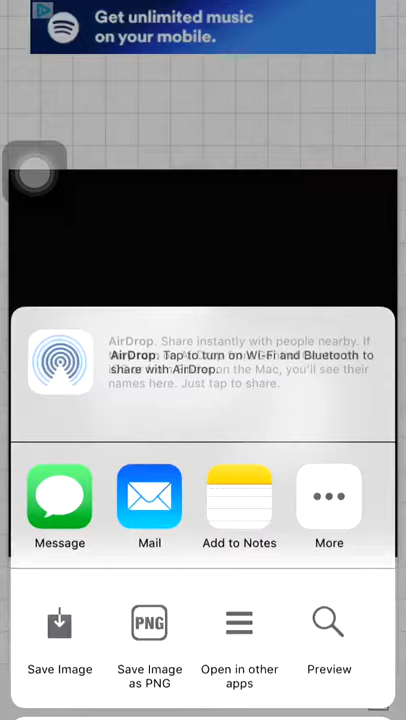 Get unlimited music
on your mobile.
AirDrop. Share instantly with people nearby. If
AirDrop. Tap to turn on Wi-Fi and Bluetooth to
share with AirDrop.
on the Mac, you'll see their
names here. Just tap to share.
Message
Mail
Add to Notes
More
PNG
Save Image
Save Image
as PNG
Open in other
apps
Preview